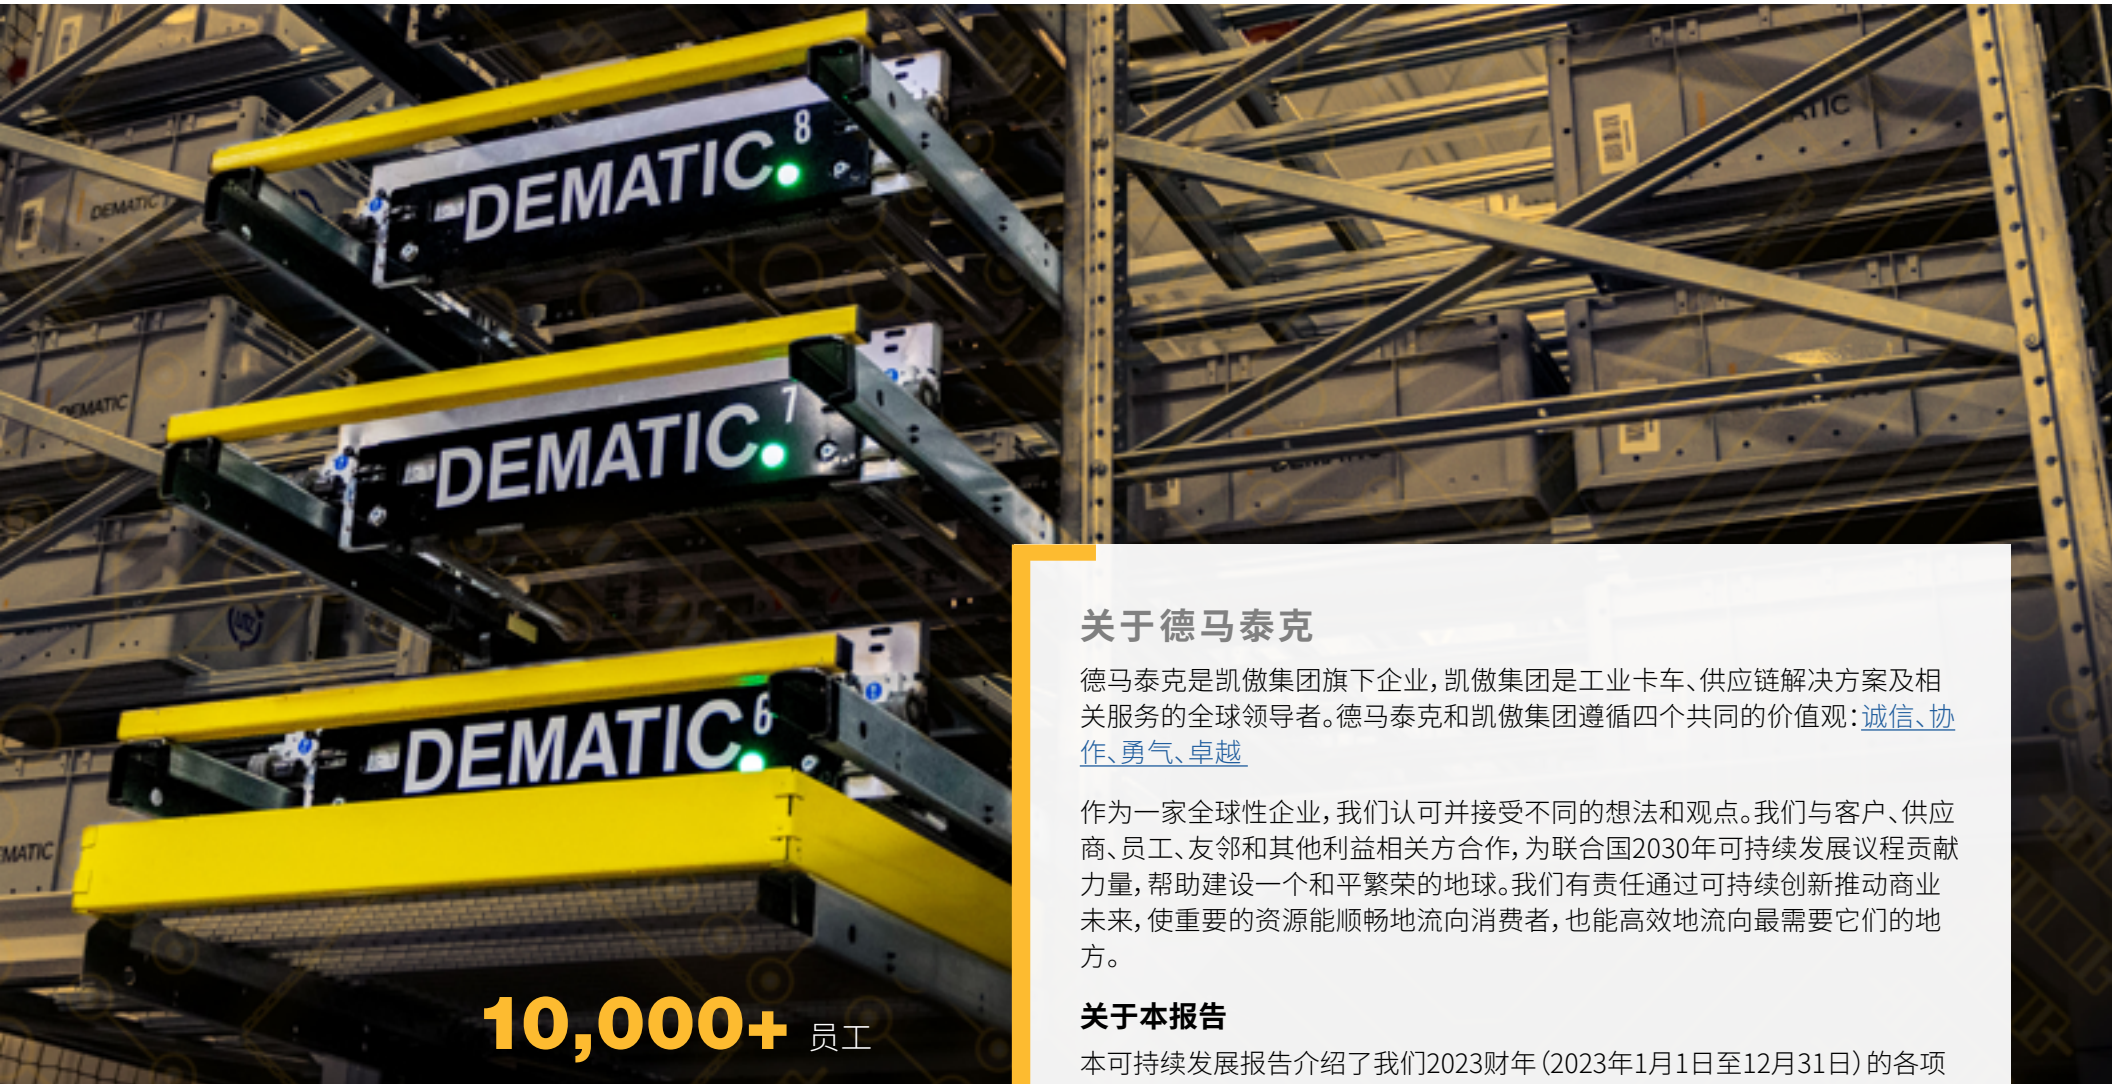 DEMATIC 8
DEMATIC
DEMATIC 7
DEMATIC
DEMATIC 6
MATIC
10,000+ 员工
关于德马泰克
德马泰克是凯傲集团旗下企业，凯傲集团是工业卡车、供应链解决方案及相
关服务的全球领导者。德马泰克和凯傲集团遵循四个共同的价值观：诚信、协
作、勇气、卓越
作为一家全球性企业，我们认可并接受不同的想法和观点。我们与客户、供应
商、员工、友邻和其他利益相关方合作，为联合国2030年可持续发展议程贡献
力量，帮助建设一个和平繁荣的地球。我们有责任通过可持续创新推动商业
未来，使重要的资源能顺畅地流向消费者，也能高效地流向最需要它们的地
方。
关于本报告
本可持续发展报告介绍了我们2023财年（2023年1月1日至12月31日）的各项